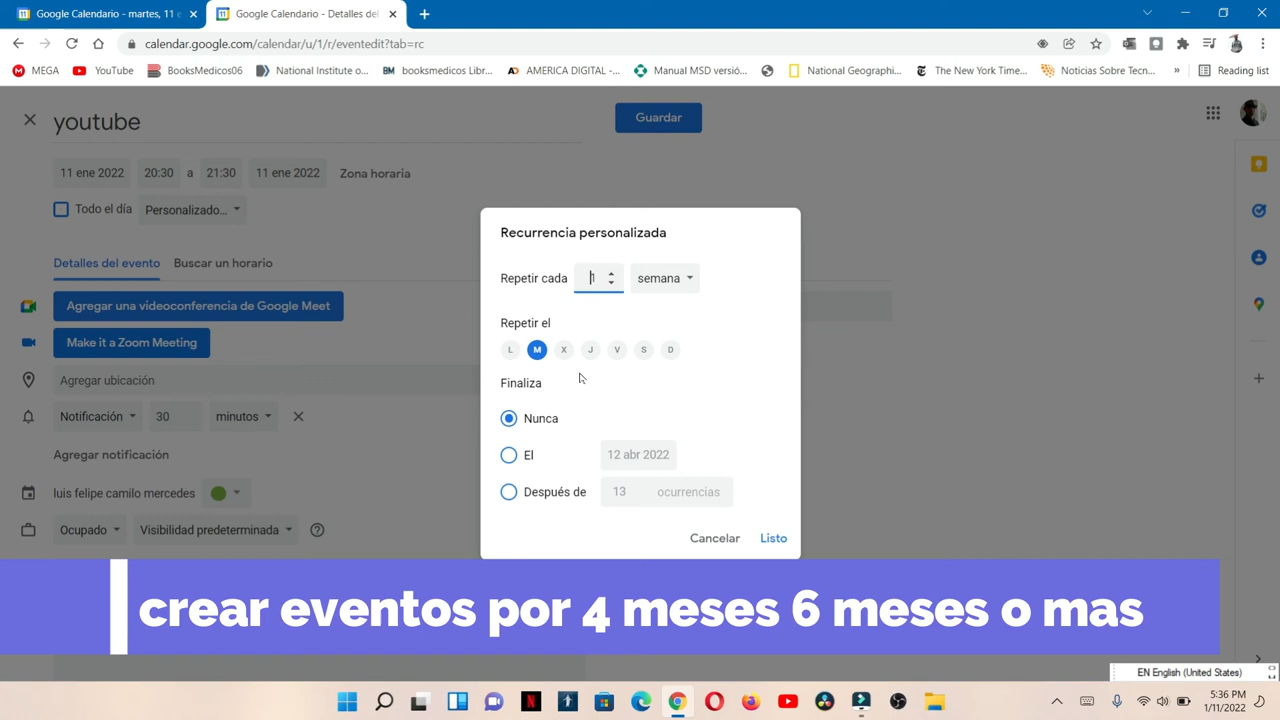 Google Calendario - martes, 11 e
Google Calendario - Detalles del
calendar.google.com/calendar/u/1/r/eventedit?tab=rc
MEGA
YouTube
BooksMedicos06
National Institute o...
booksmedicos Libr...
AMERICA DIGITAL -...
Manual MSD versió...
National Geographi...
The New York Time...
Noticias Sobre Tecn...
»
Reading list
youtube
Guardar
11 ene 2022 20:30 a 21:30 11 ene 2022 Zona horaria
Todo el día Personalizado...
Detalles del evento Buscar un horario
Agregar una videoconferencia de Google Meet
Make it a Zoom Meeting
Agregar ubicación
Notificación 30 minutos
Agregar notificación
luis felipe camilo mercedes
Ocupado Visibilidad predeterminada
Recurrencia personalizada
Repetir cada 1 semana
Repetir el
L M X J V S D
Finaliza
Nunca
El 12 abr 2022
Después de 13 ocurrencias
Cancelar Listo
crear eventos por 4 meses 6 meses o mas
EN English (United States)
5:36 PM
1/11/2022